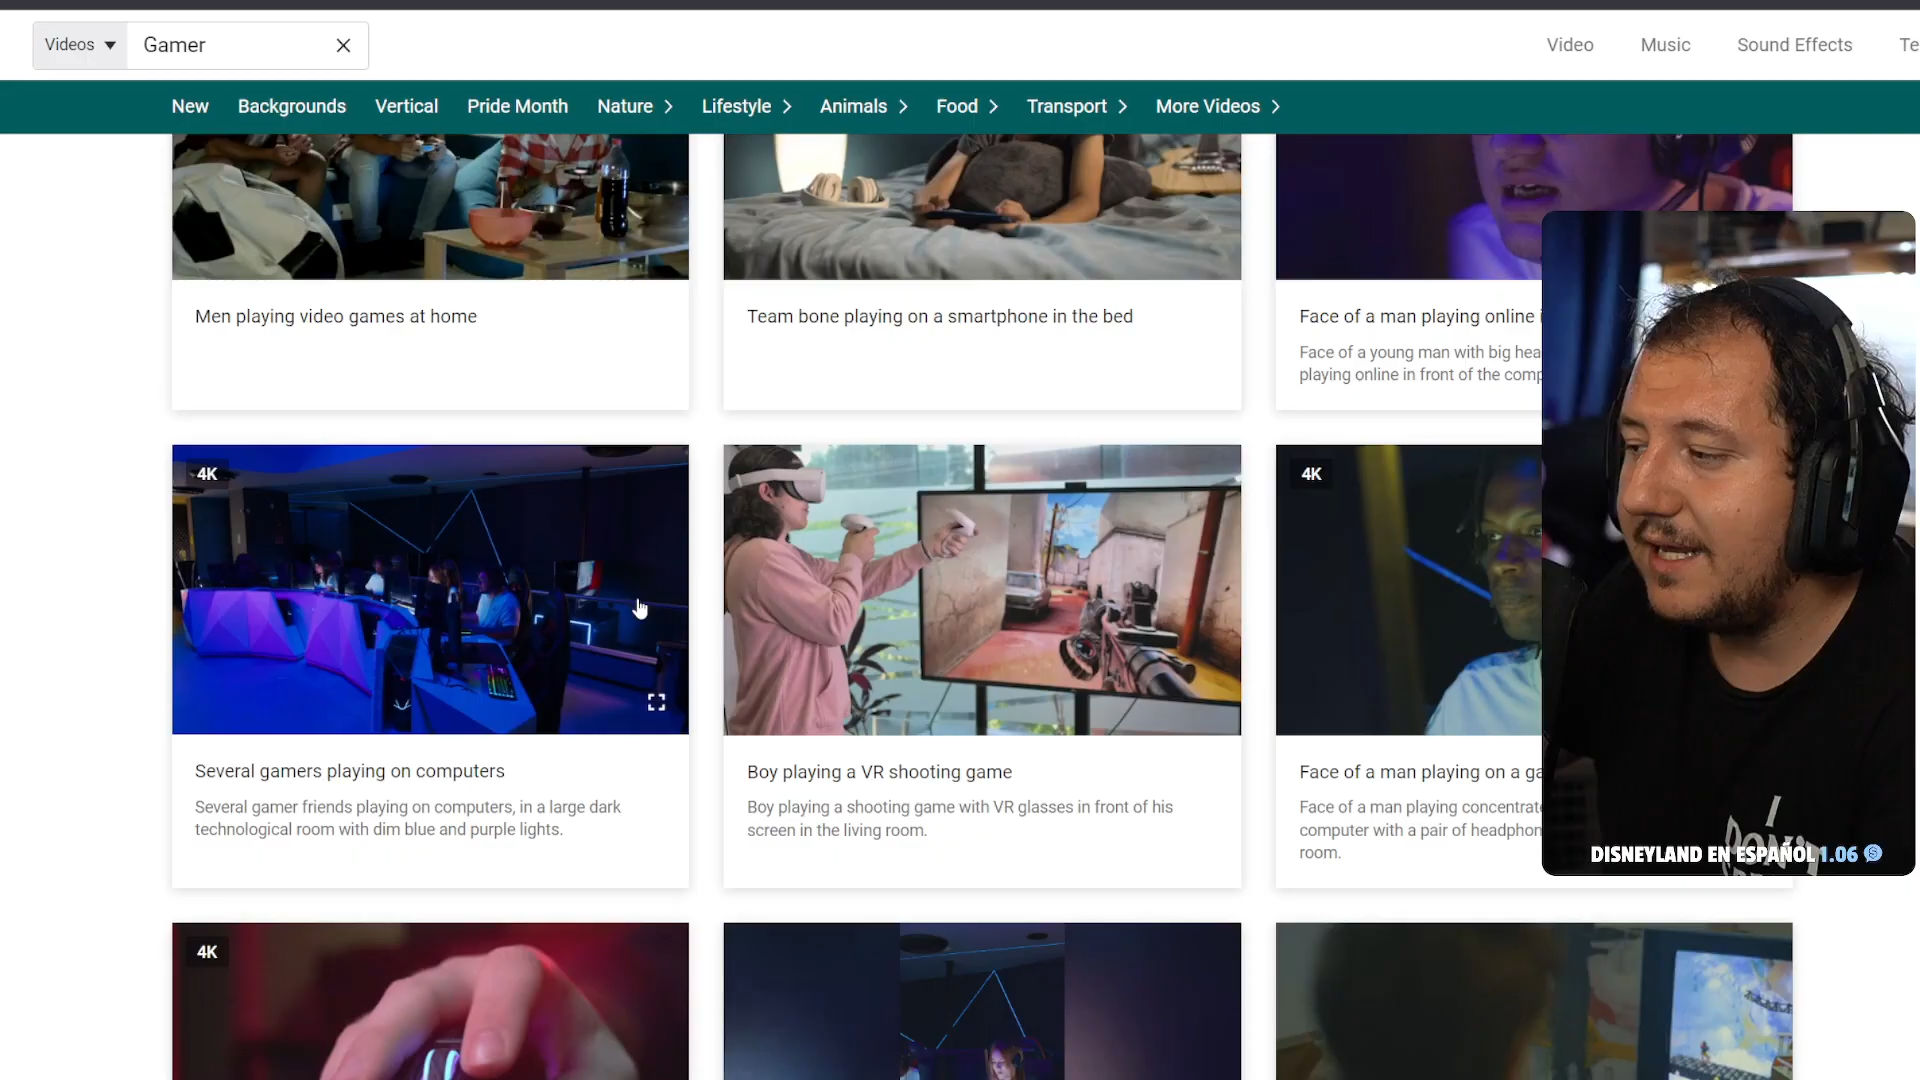 Videos
Gamer
Video
Music
Sound Effects
Te
New
Backgrounds
Vertical
Pride Month
Nature
Lifestyle
Animals
Food
Transport
More Videos
Men playing video games at home
Team bone playing on a smartphone in the bed
Face of a man playing online
Face of a young man with big hea
playing online in front of the comp
4K
4K
Several gamers playing on computers
Several gamer friends playing on computers, in a large dark
technological room with dim blue and purple lights.
Boy playing a VR shooting game
Boy playing a shooting game with VR glasses in front of his
screen in the living room.
Face of a man playing on a ga
Face of a man playing concentrate
computer with a pair of headphon
room.
I
DON'T
DISNEYLAND EN ESPAÑOL 1.06
4K